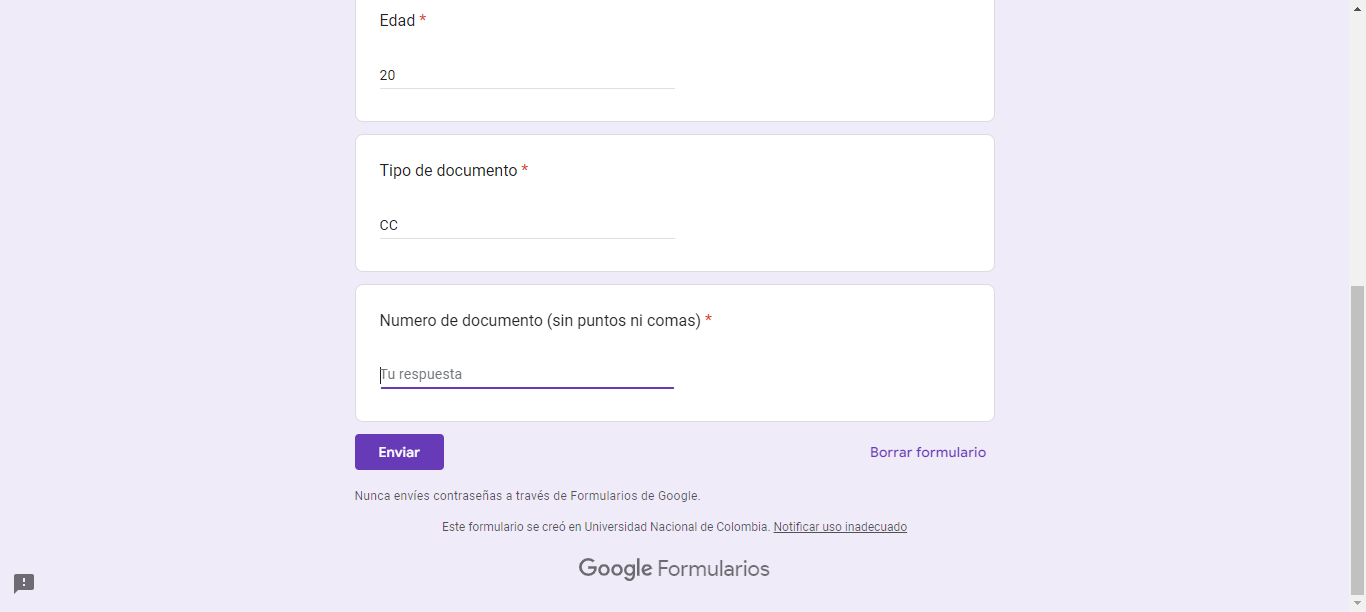 Edad *
20
Tipo de documento *
CC
Numero de documento (sin puntos ni comas) *
Tu respuesta
Enviar
Borrar formulario
Nunca envíes contraseñas a través de Formularios de Google.
Este formulario se creó en Universidad Nacional de Colombia. Notificar uso inadecuado
Google Formularios